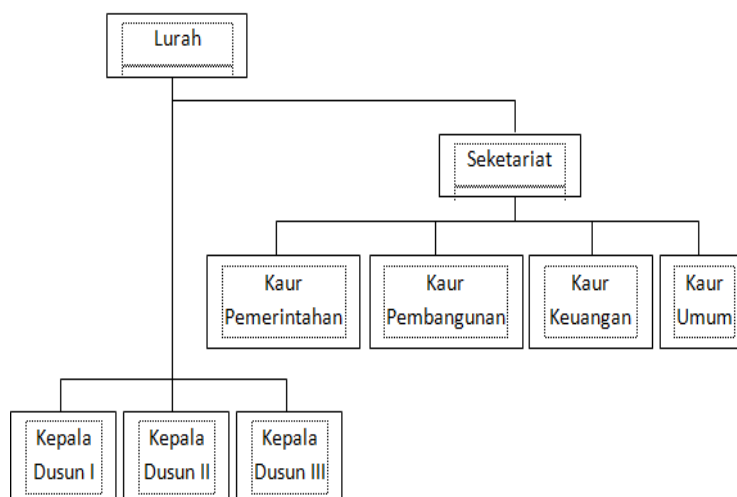 Lurah
Seketariat
Kaur
Pemerintahan
Kaur
Pembangunan
Kaur
Keuangan
Kaur
Umum
Kepala
Dusun I
Kepala
Dusun II
Kepala
Dusun III